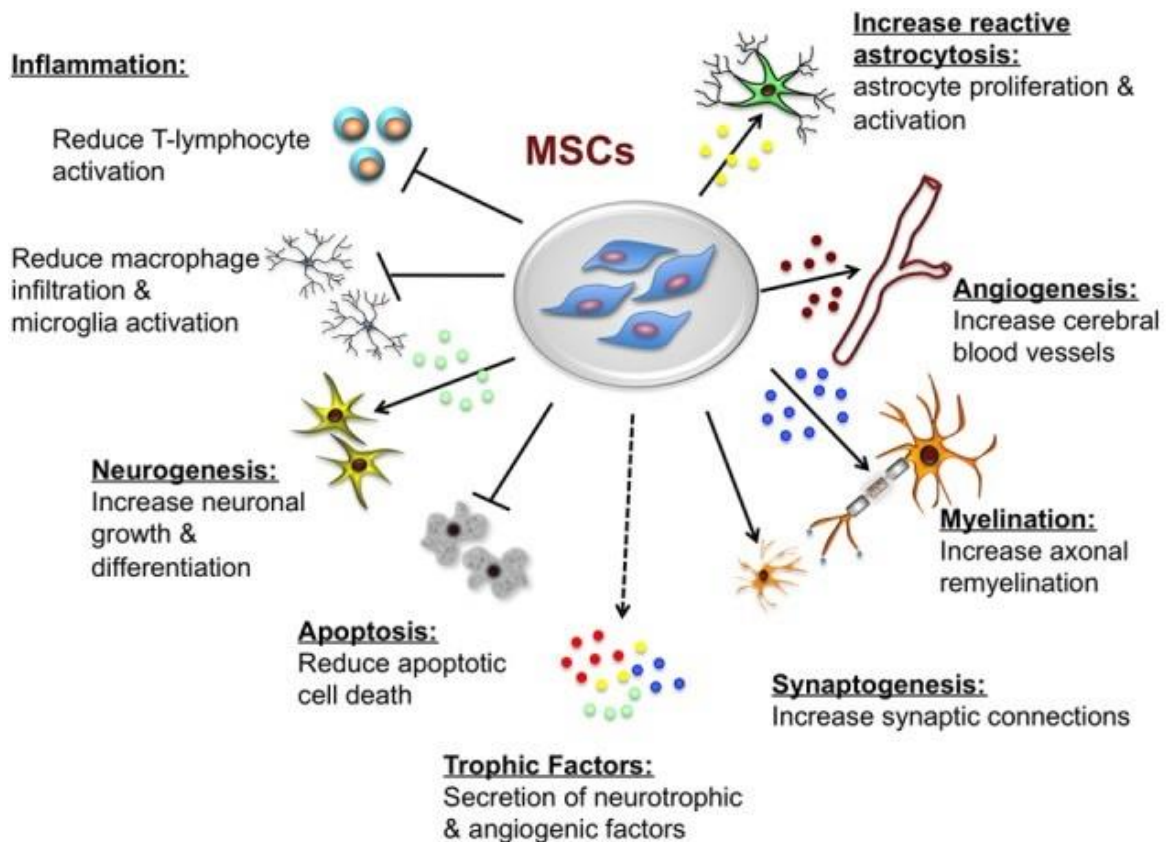 Inflammation:
Reduce T-lymphocyte
activation
Reduce macrophage
infiltration &
microglia activation
Neurogenesis:
Increase neuronal
growth &
differentiation
Apoptosis:
Reduce apoptotic
cell death
Trophic Factors:
Secretion of neurotrophic
& angiogenic factors
MSCs
Increase reactive
astrocytosis:
astrocyte proliferation &
activation
Angiogenesis:
Increase cerebral
blood vessels
Myelination:
Increase axonal
remyelination
Synaptogenesis:
Increase synaptic connections